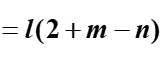 = l(2 + m − n)